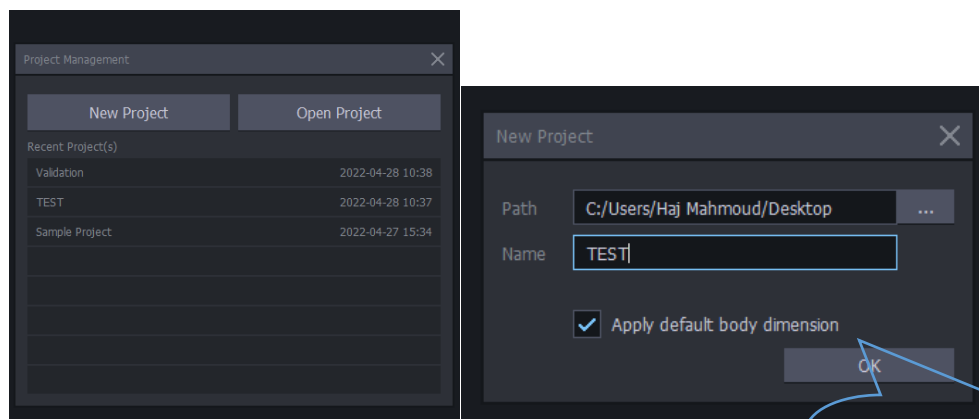 Project Management
New Project
Open Project
Recent Project(s)
Validation 2022-04-28 10:38
TEST 2022-04-28 10:37
Sample Project 2022-04-27 15:34
New Project
Path C:/Users/Haj Mahmoud/Desktop ...
Name TEST
Apply default body dimension
OK